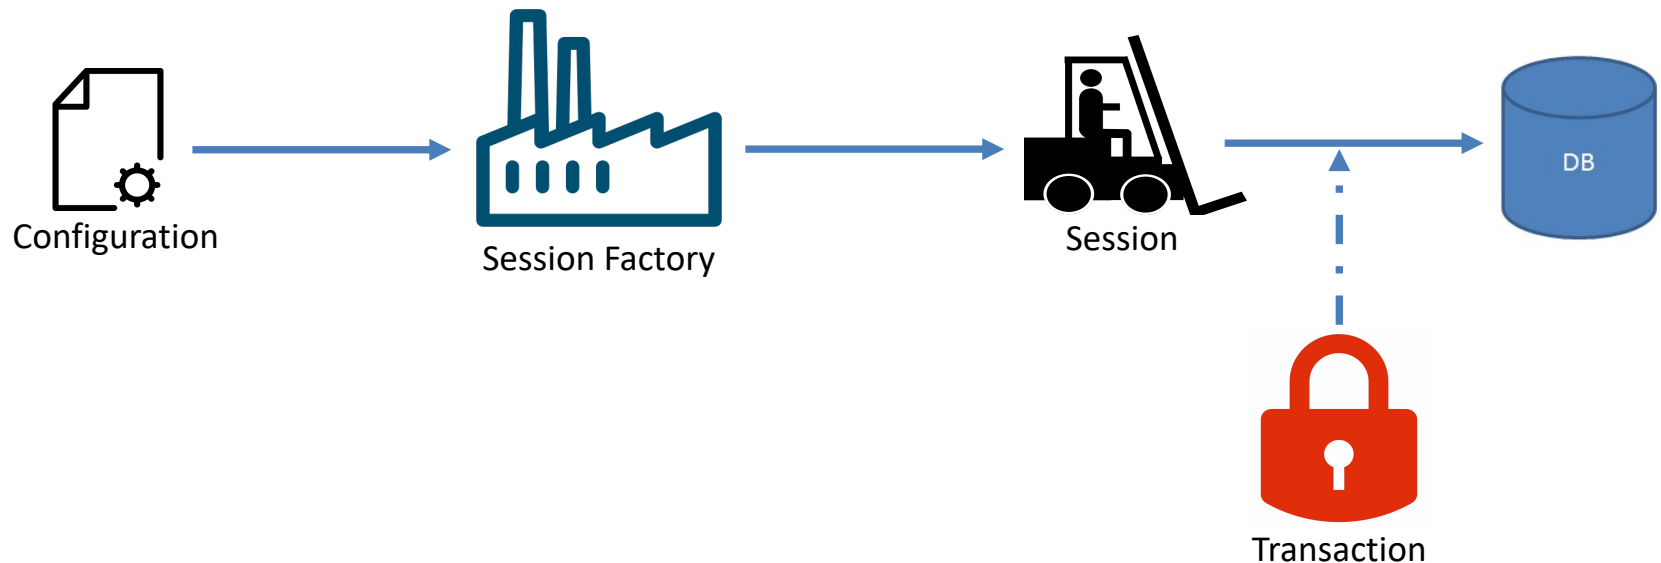 Configuration
Session Factory
Session
DB
Transaction